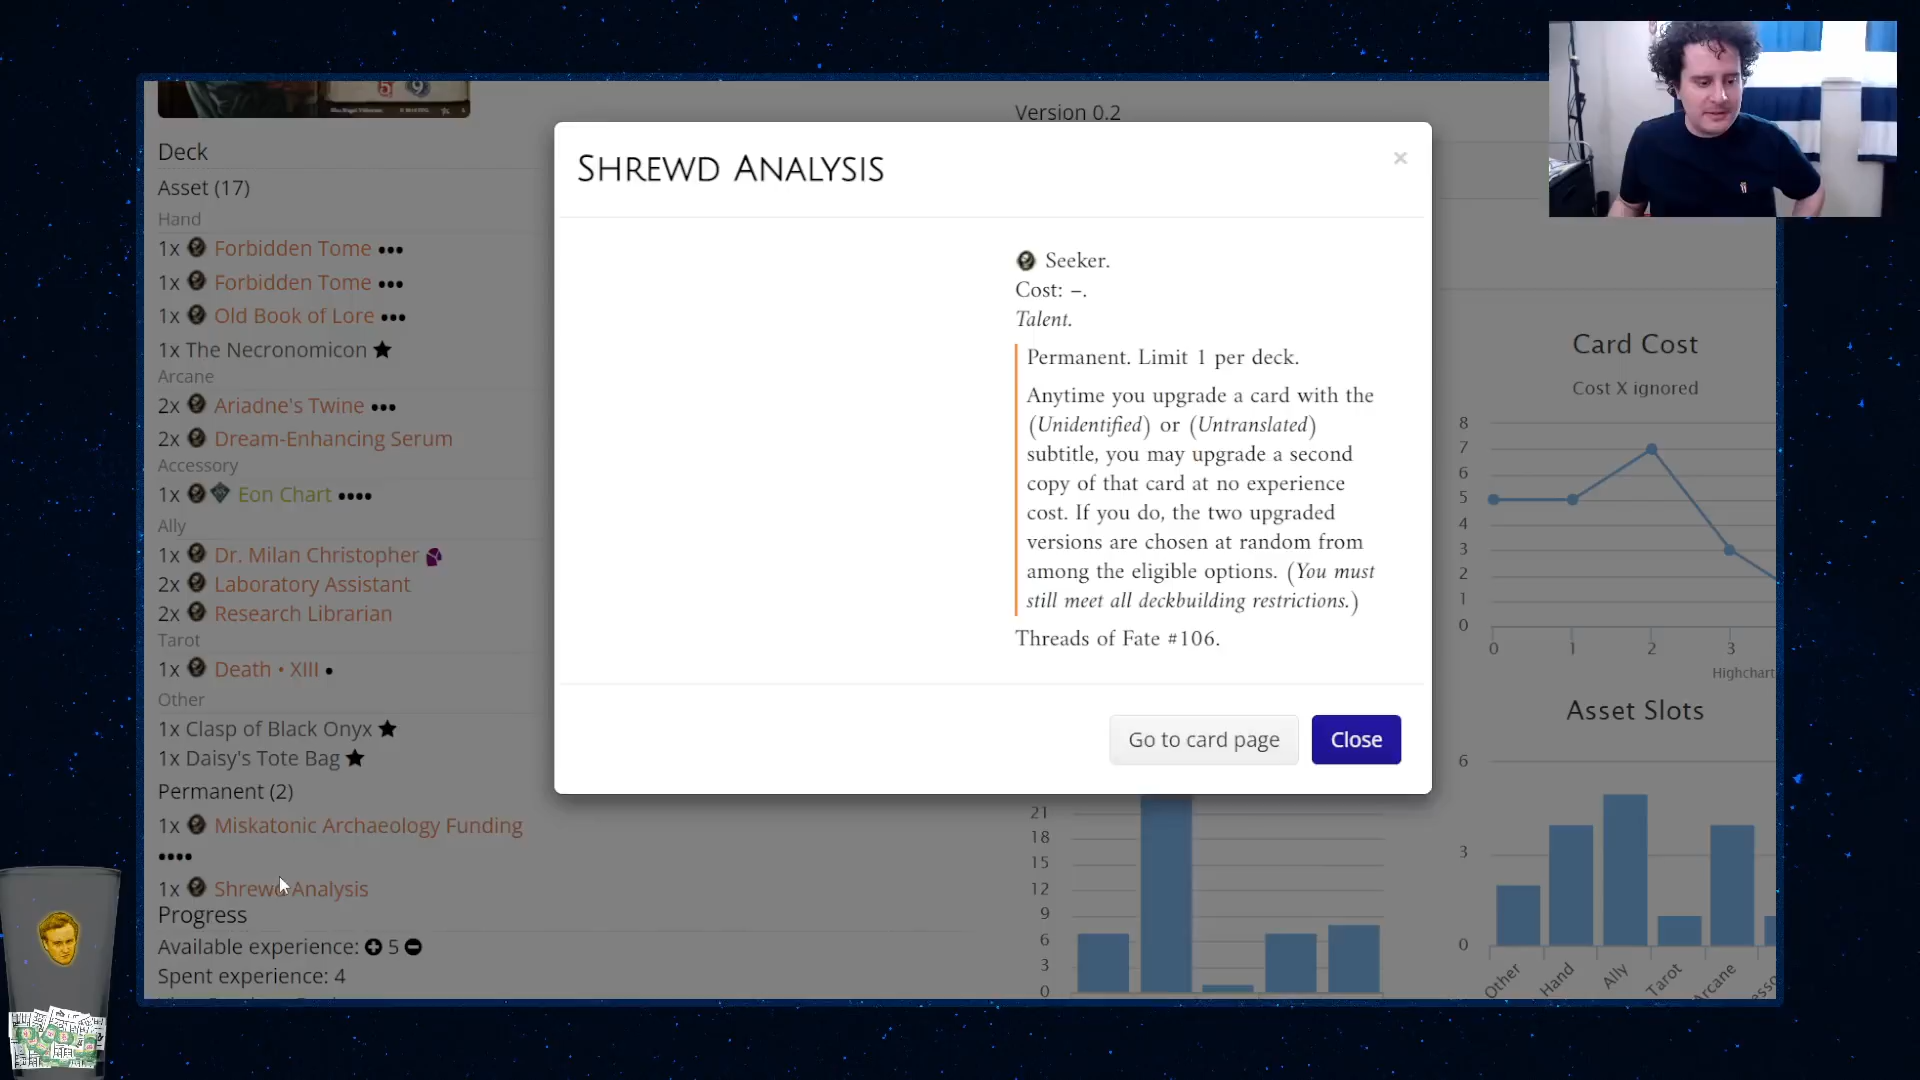 Version 0.2
Deck
Asset (17)
Hand
1x Forbidden Tome •••
1x Forbidden Tome •••
1x Old Book of Lore •••
1x The Necronomicon ★
Arcane
2x Ariadne's Twine •••
2x Dream-Enhancing Serum
Accessory
1x Eon Chart ••••
Ally
1x Dr. Milan Christopher
2x Laboratory Assistant
2x Research Librarian
Tarot
1x Death • XIII •
Other
1x Clasp of Black Onyx ★
1x Daisy's Tote Bag ★
Permanent (2)
1x Miskatonic Archaeology Funding
••••
1x Shrewd Analysis
Progress
Available experience: 5
Spent experience: 4
SHREWD ANALYSIS
×
Seeker.
Cost: –.
Talent.
Permanent. Limit 1 per deck.
Anytime you upgrade a card with the
(Unidentified) or (Untranslated)
subtitle, you may upgrade a second
copy of that card at no experience
cost. If you do, the two upgraded
versions are chosen at random from
among the eligible options. (You must
still meet all deckbuilding restrictions.)
Threads of Fate #106.
Go to card page
Close
21
18
15
12
9
6
3
0
Card Cost
Cost X ignored
8
7
6
5
4
3
2
1
0
0 1 2 3
Highchart
Asset Slots
6
3
0
Other
Hand
Ally
Tarot
Arcane